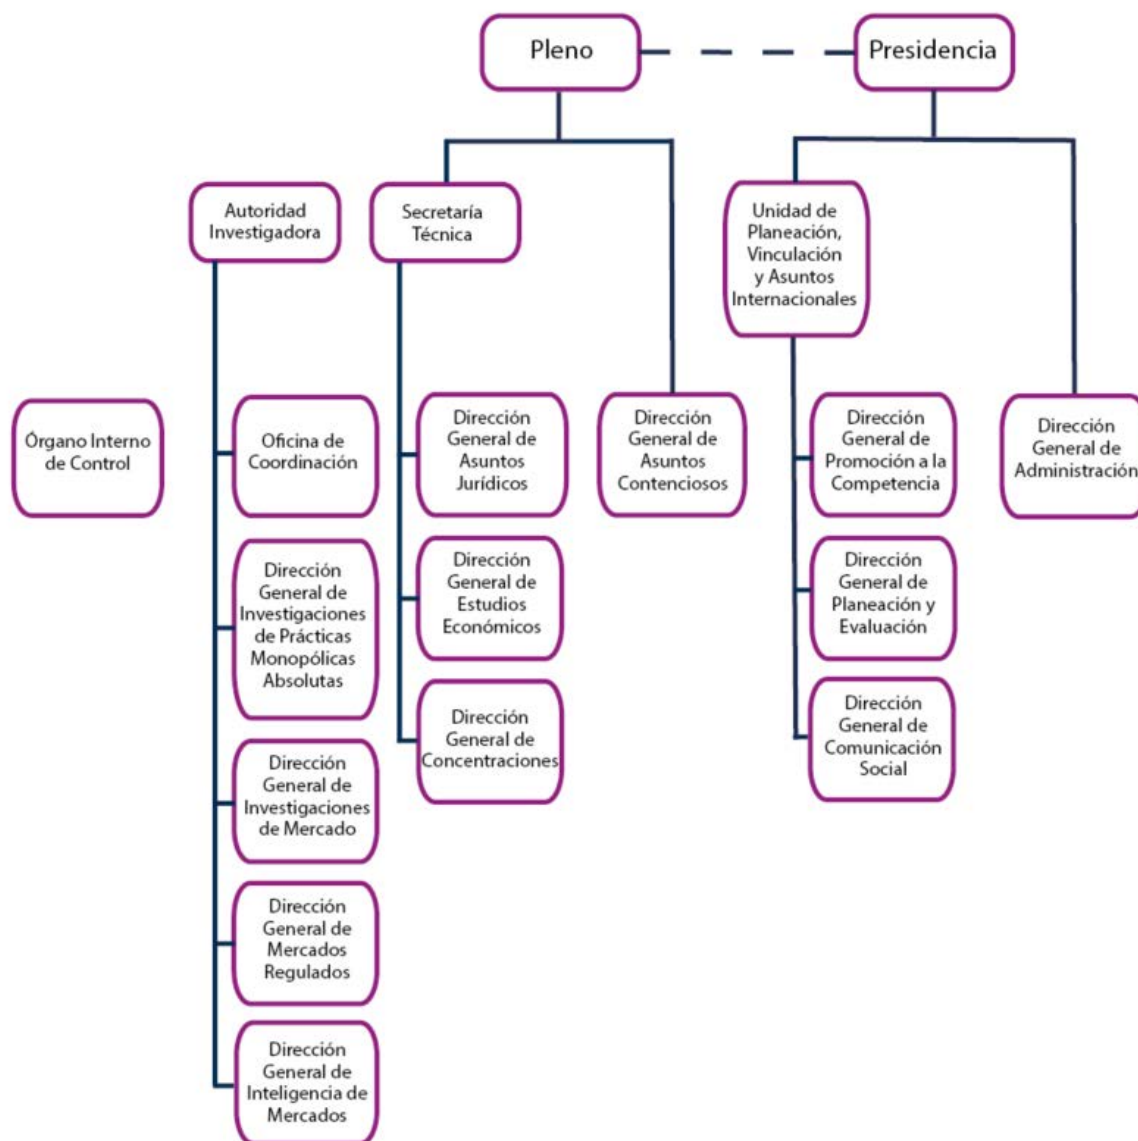 Pleno
Presidencia
Autoridad
Investigadora
Secretaría
Técnica
Unidad de
Planeación,
Vinculación
y Asuntos
Internacionales
Órgano Interno
de Control
Oficina de
Coordinación
Dirección
General de
Asuntos
Jurídicos
Dirección
General de
Asuntos
Contenciosos
Dirección
General de
Promoción a la
Competencia
Dirección
General de
Administración
Dirección
General de
Investigaciones
de Prácticas
Monopólicas
Absolutas
Dirección
General de
Estudios
Económicos
Dirección
General de
Planeación y
Evaluación
Dirección
General de
Investigaciones
de Mercado
Dirección
General de
Concentraciones
Dirección
General de
Comunicación
Social
Dirección
General de
Mercados
Regulados
Dirección
General de
Inteligencia de
Mercados